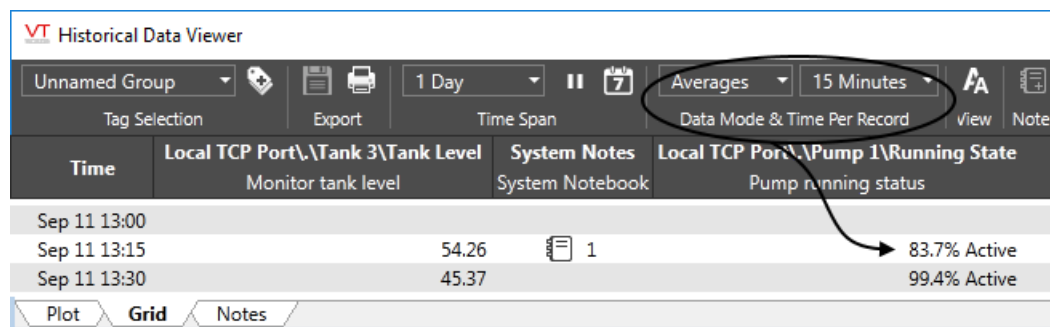 VT Historical Data Viewer
Unnamed Group 1 Day 7 Averages 15 Minutes A A
Tag Selection Export Time Span Data Mode & Time Per Record View Note
Time Local TCP Port\.\Tank 3\Tank Level System Notes Local TCP Port\.\Pump 1\Running State
Monitor tank level System Notebook Pump running status
Sep 11 13:00
Sep 11 13:15 54.26 1 83.7% Active
Sep 11 13:30 45.37 99.4% Active
Plot Grid Notes